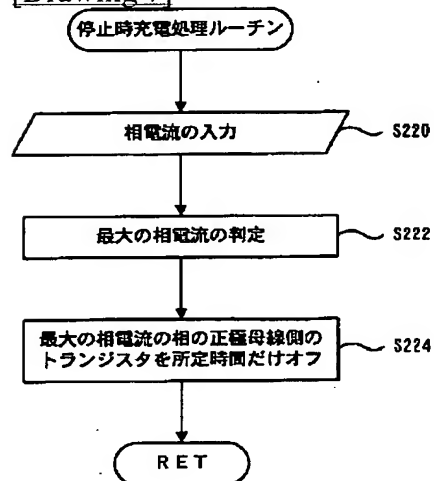 [Drawing 7]
停止時充電処理ルーチン
相電流の入力
S220
最大の相電流の判定
S222
最大の相電流の相の正極母線側の
トランジスタを所定時間だけオフ
S224
RET